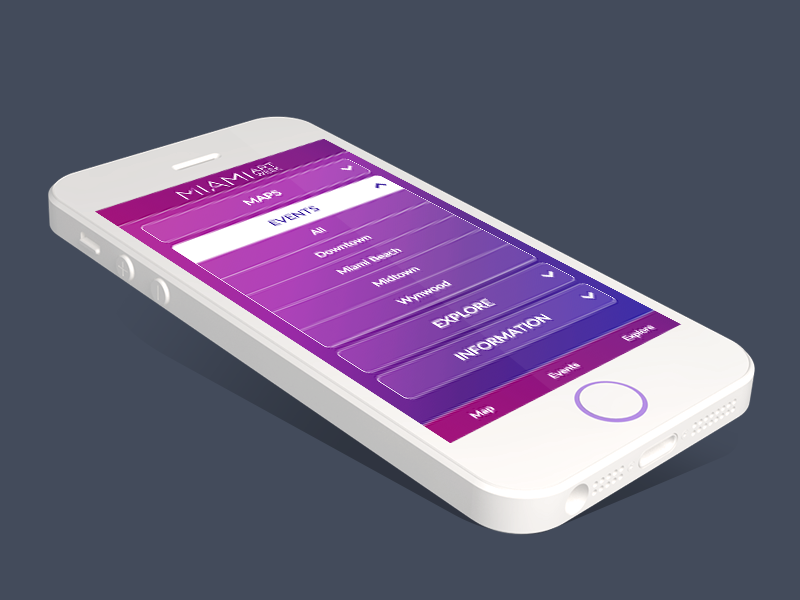 MIAMI ART WEEK
MAPS
EVENTS
All
Downtown
Miami Beach
Midtown
Wynwood
EXPLORE
INFORMATION
Map Events Explore